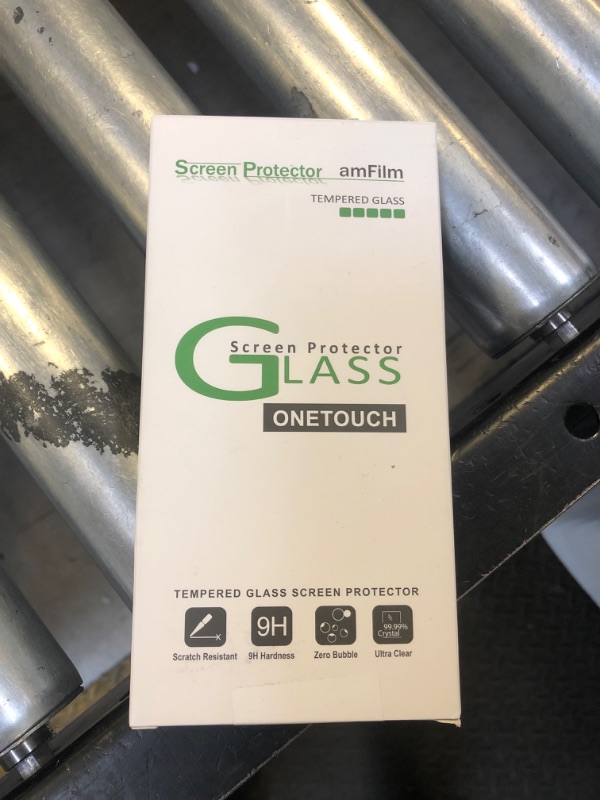 Screen Protector amFilm
TEMPERED GLASS
Screen Protector
GLASS
ONETOUCH
TEMPERED GLASS SCREEN PROTECTOR
9H
99.99%
Crystal
Scratch Resistant 9H Hardness Zero Bubble Ultra Clear